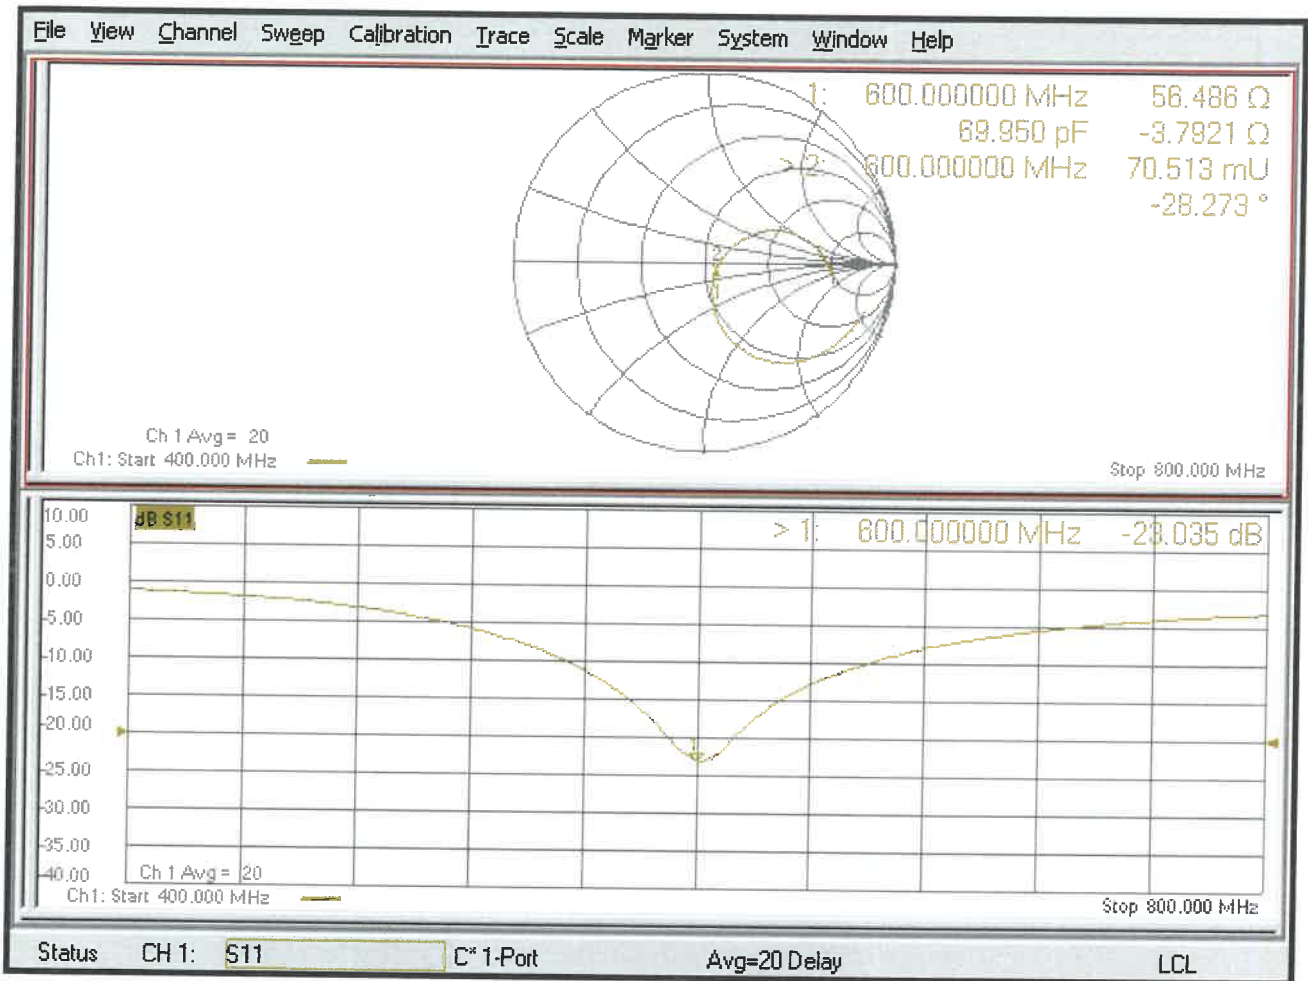 File View Channel Sweep Calibration Trace Scale Marker System Window Help
1: 600.000000 MHz 56.486 Ω
69.950 pF -3.7921 Ω
> 2: 600.000000 MHz 70.513 mU
-28.273 °
2
1
Ch 1 Avg = 20
Ch1: Start 400.000 MHz
Stop 800.000 MHz
10.00
dB S11
> 1: 600.000000 MHz -23.035 dB
5.00
0.00
-5.00
-10.00
-15.00
-20.00
1
-25.00
-30.00
-35.00
-40.00
Ch 1 Avg = 20
Ch1: Start 400.000 MHz
Stop 800.000 MHz
Status CH 1: S11 C* 1-Port Avg=20 Delay LCL